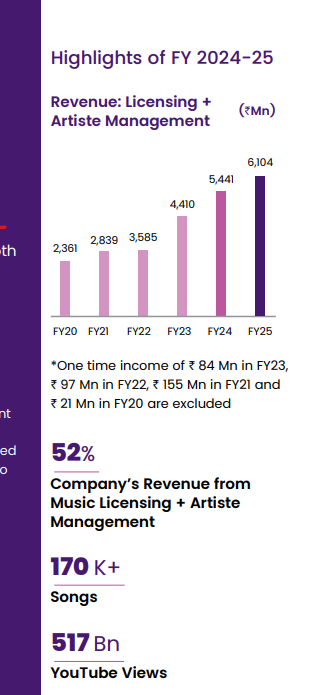 Highlights of FY 2024-25
Revenue: Licensing +
Artiste Management
(₹Mn)
2,361
2,839
3,585
4,410
5,441
6,104
FY20
FY21
FY22
FY23
FY24
FY25
*One time income of ₹ 84 Mn in FY23,
₹ 97 Mn in FY22, ₹ 155 Mn in FY21 and
₹ 21 Mn in FY20 are excluded
52%
Company’s Revenue from
Music Licensing + Artiste
Management
170 K+
Songs
517 Bn
YouTube Views